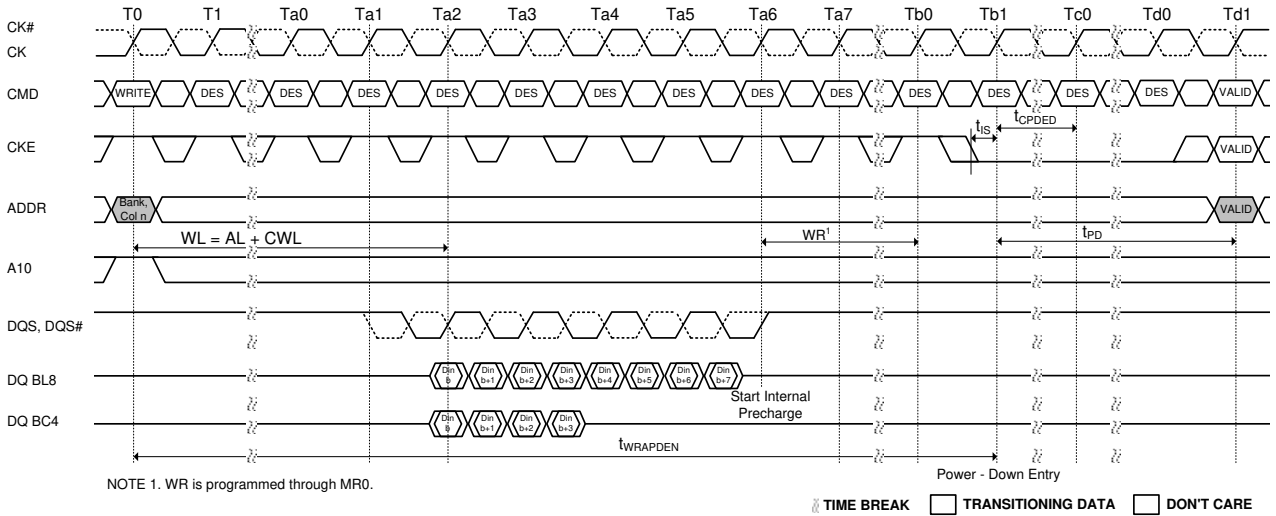 T0 T1 Ta0 Ta1 Ta2 Ta3 Ta4 Ta5 Ta6 Ta7 Tb0 Tb1 Tc0 Td0 Td1
CK#
CK
CMD WRITE DES DES DES DES DES DES DES DES DES DES DES DES DES VALID
tIS tCPDED
CKE VALID
ADDR Bank, Col n VALID
WL = AL + CWL WR¹ tPD
A10
DQS, DQS#
DQ BL8 Din b Din b+1 Din b+2 Din b+3 Din b+4 Din b+5 Din b+6 Din b+7
Start Internal
Precharge
DQ BC4 Din b Din b+1 Din b+2 Din b+3
tWRAPDEN
Power - Down Entry
NOTE 1. WR is programmed through MR0.
TIME BREAK TRANSITIONING DATA DON'T CARE